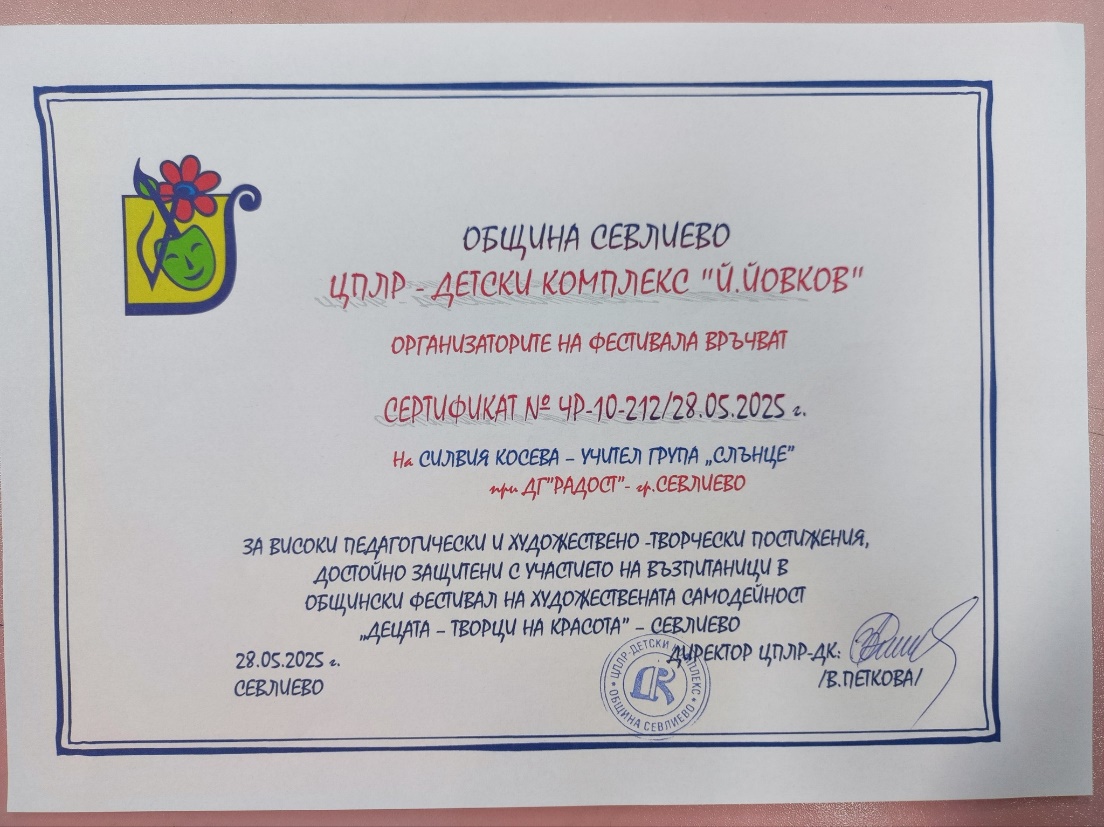 ОБЩИНА СЕВЛИЕВО
ЦПЛР - ДЕТСКИ КОМПЛЕКС "Й.ЙОВКОВ"
ОРГАНИЗАТОРИТЕ НА ФЕСТИВАЛА ВРЪЧВАТ
СЕРТИФИКАТ № ЧР-10-212/28.05.2025 г.
На СИЛВИЯ КОСЕВА – УЧИТЕЛ ГРУПА „СЛЪНЦЕ"
при ДГ"РАДОСТ"- гр.СЕВЛИЕВО
ЗА ВИСОКИ ПЕДАГОГИЧЕСКИ И ХУДОЖЕСТВЕНО -ТВОРЧЕСКИ ПОСТИЖЕНИЯ,
ДОСТОЙНО ЗАЩИТЕНИ С УЧАСТИЕТО НА ВЪЗПИТАНИЦИ В
ОБЩИНСКИ ФЕСТИВАЛ НА ХУДОЖЕСТВЕНАТА САМОДЕЙНОСТ
„ДЕЦАТА – ТВОРЦИ НА КРАСОТА" – СЕВЛИЕВО
28.05.2025 г.
СЕВЛИЕВО
ЦПЛР-ДЕТСКИ КОМПЛЕКС
ОБЩИНА СЕВЛИЕВО
ДИРЕКТОР ЦПЛР-ДК:
/В.ПЕТКОВА/